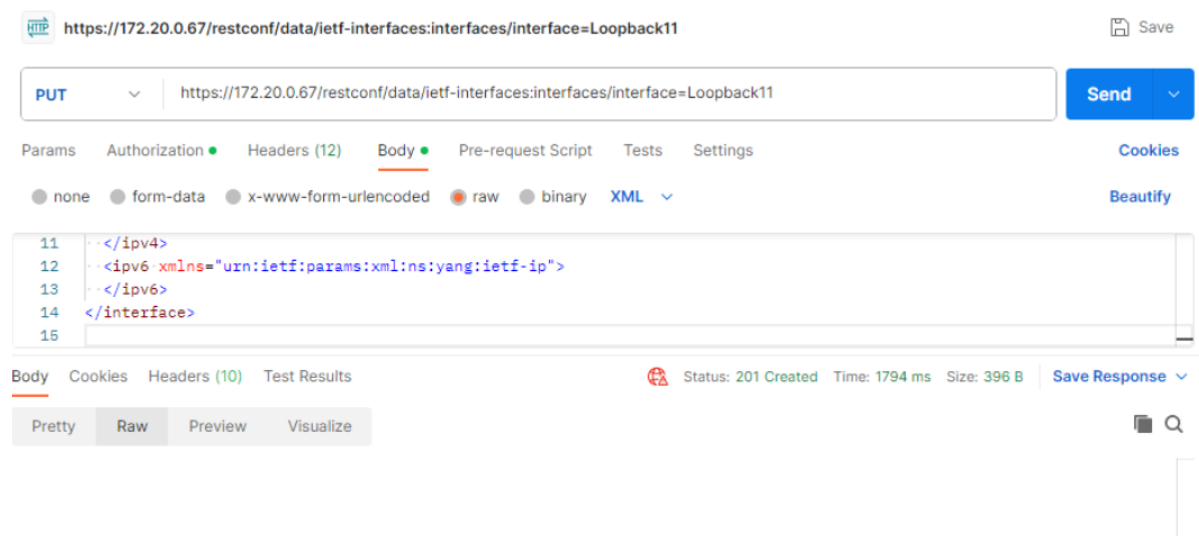 HTTP https://172.20.0.67/restconf/data/ietf-interfaces:interfaces/interface=Loopback11 Save
PUT https://172.20.0.67/restconf/data/ietf-interfaces:interfaces/interface=Loopback11 Send
Params Authorization Headers (12) Body Pre-request Script Tests Settings Cookies
none form-data x-www-form-urlencoded raw binary XML Beautify
11 </ipv4>
12 <ipv6 xmlns="urn:ietf:params:xml:ns:yang:ietf-ip">
13 </ipv6>
14 </interface>
15
Body Cookies Headers (10) Test Results Status: 201 Created Time: 1794 ms Size: 396 B Save Response
Pretty Raw Preview Visualize